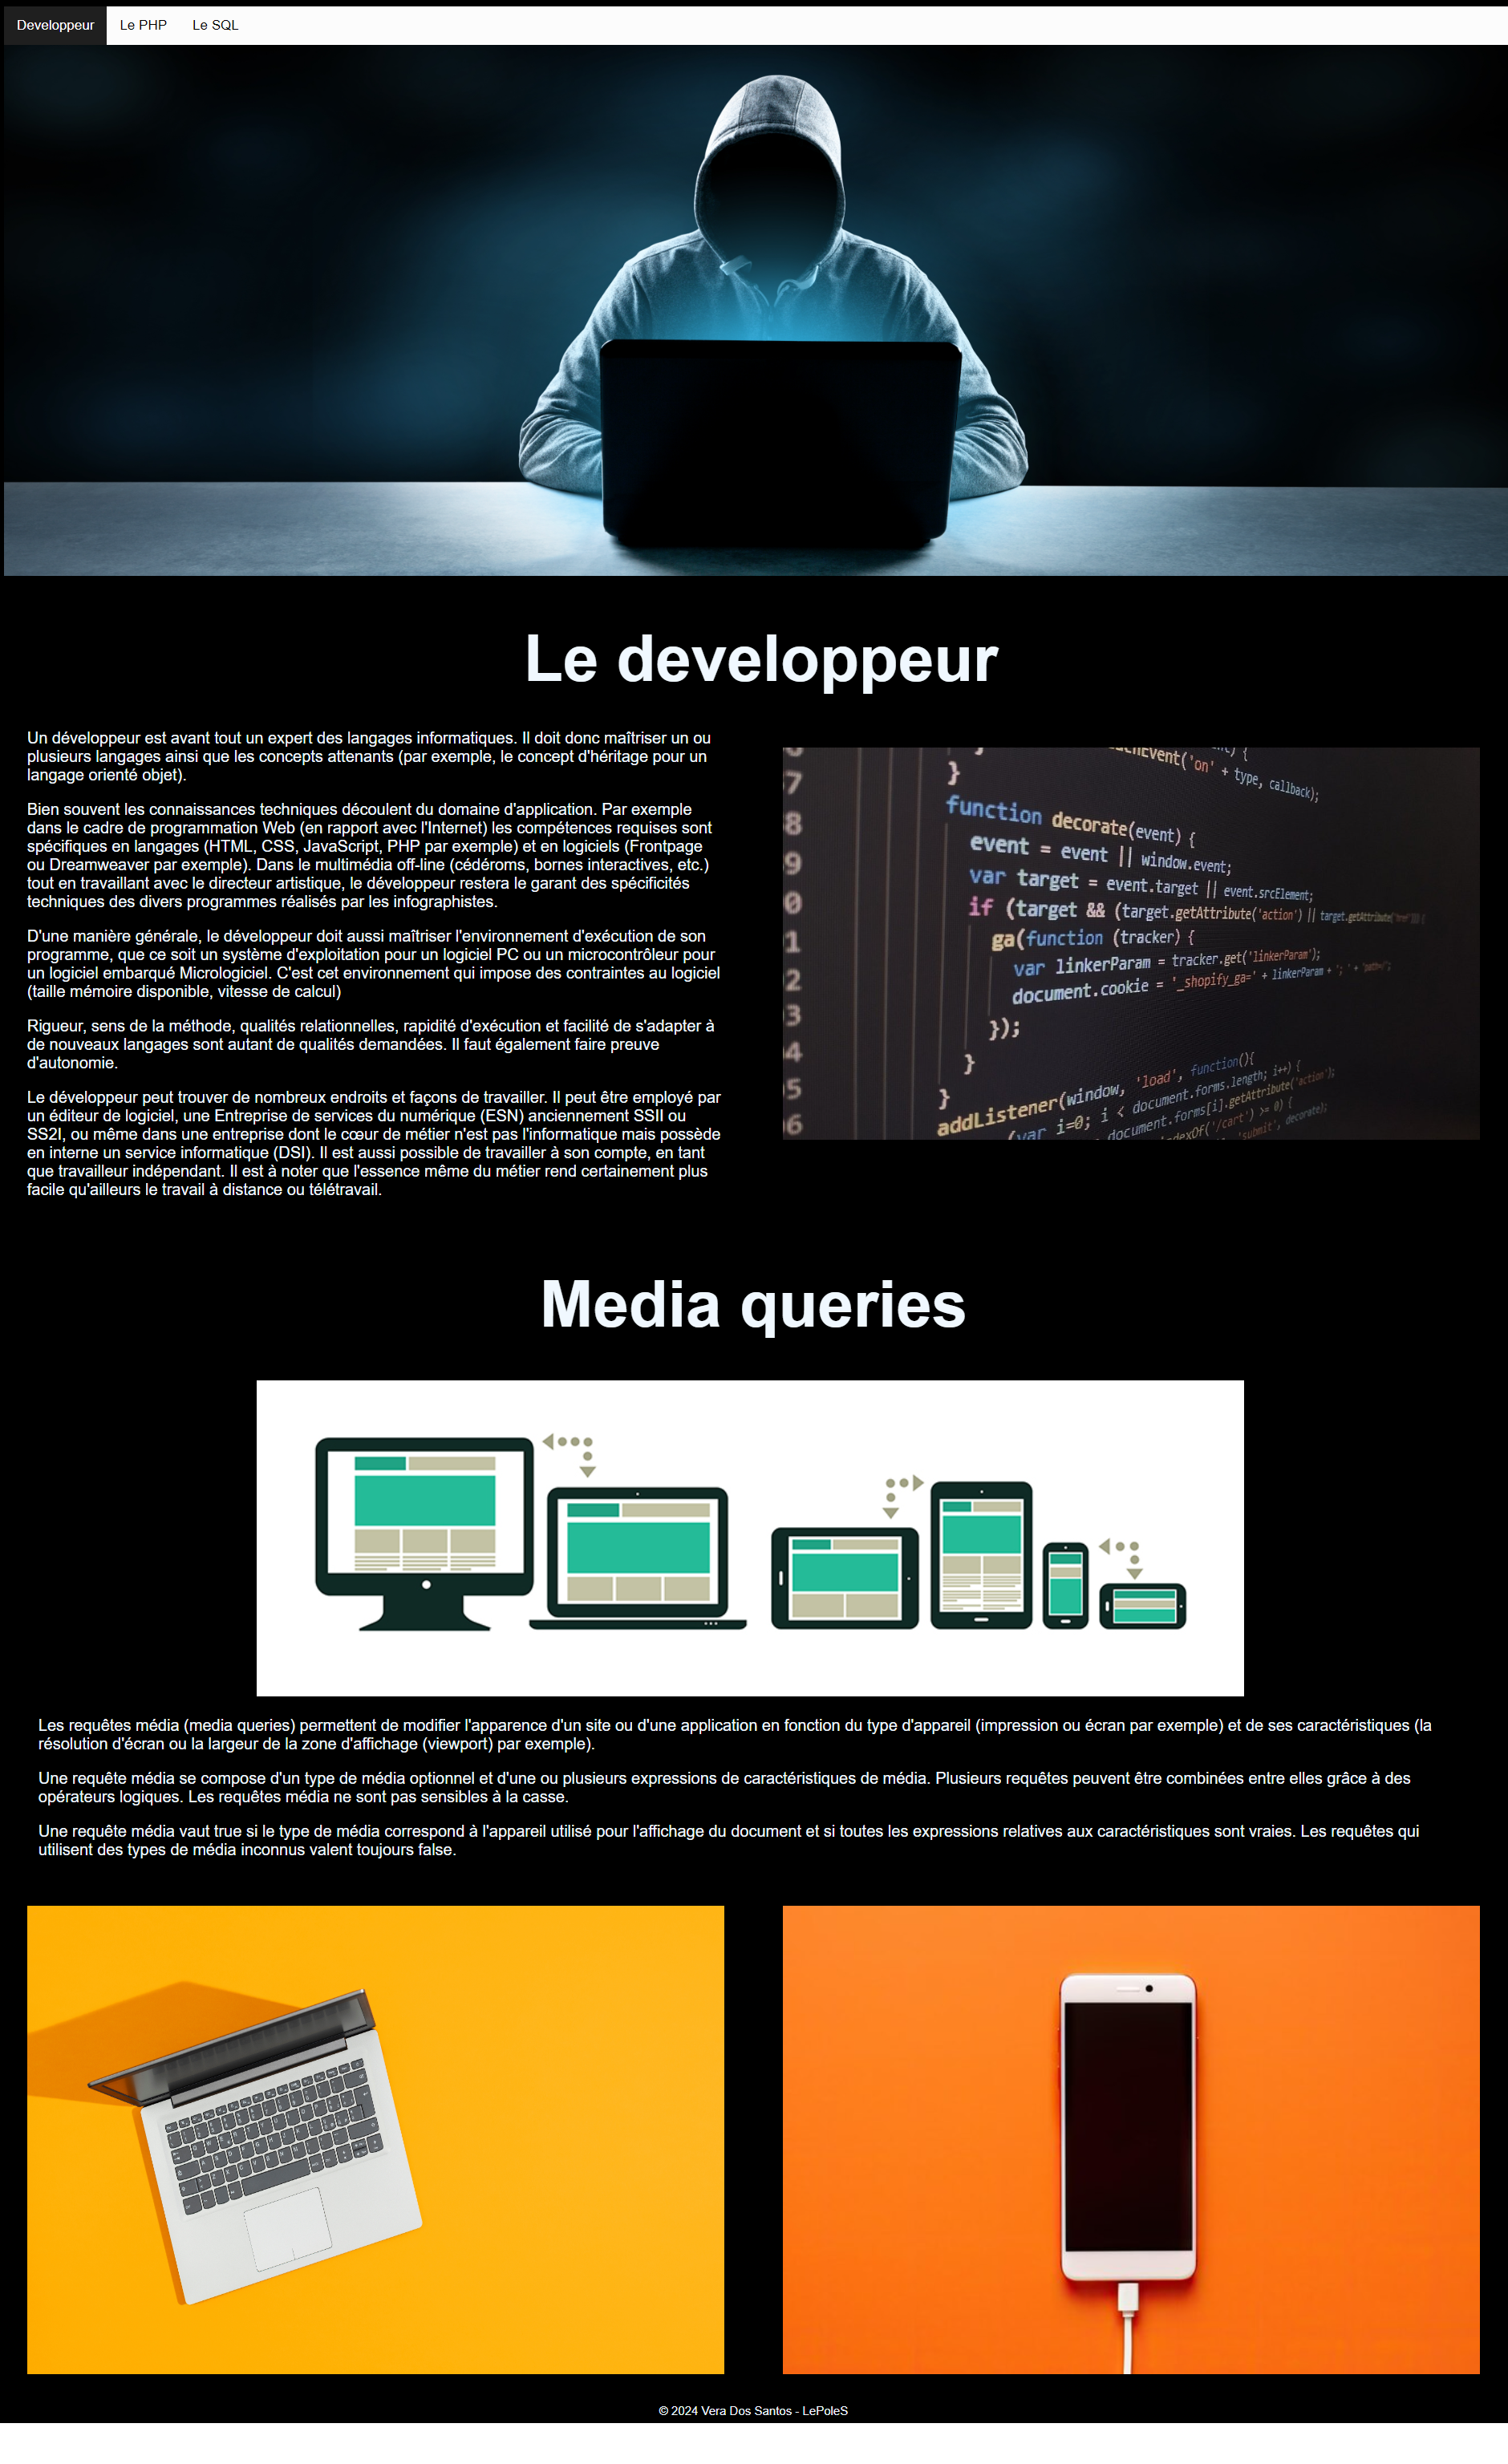 Developpeur Le PHP Le SQL
Le developpeur
Un développeur est avant tout un expert des langages informatiques. Il doit donc maîtriser un ou
plusieurs langages ainsi que les concepts attenants (par exemple, le concept d'héritage pour un
langage orienté objet).
Bien souvent les connaissances techniques découlent du domaine d'application. Par exemple
dans le cadre de programmation Web (en rapport avec l'Internet) les compétences requises sont
spécifiques en langages (HTML, CSS, JavaScript, PHP par exemple) et en logiciels (Frontpage
ou Dreamweaver par exemple). Dans le multimédia off-line (cédéroms, bornes interactives, etc.)
tout en travaillant avec le directeur artistique, le développeur restera le garant des spécificités
techniques des divers programmes réalisés par les infographistes.
D'une manière générale, le développeur doit aussi maîtriser l'environnement d'exécution de son
programme, que ce soit un système d'exploitation pour un logiciel PC ou un microcontrôleur pour
un logiciel embarqué Micrologiciel. C'est cet environnement qui impose des contraintes au logiciel
(taille mémoire disponible, vitesse de calcul)
Rigueur, sens de la méthode, qualités relationnelles, rapidité d'exécution et facilité de s'adapter à
de nouveaux langages sont autant de qualités demandées. Il faut également faire preuve
d'autonomie.
Le développeur peut trouver de nombreux endroits et façons de travailler. Il peut être employé par
un éditeur de logiciel, une Entreprise de services du numérique (ESN) anciennement SSII ou
SS2I, ou même dans une entreprise dont le cœur de métier n'est pas l'informatique mais possède
en interne un service informatique (DSI). Il est aussi possible de travailler à son compte, en tant
que travailleur indépendant. Il est à noter que l'essence même du métier rend certainement plus
facile qu'ailleurs le travail à distance ou télétravail.
('on' + type, callback);
}
function decorate(event) {
event = event || window.event;
var target = event.target || event.srcElement;
if (target && (target.getAttribute('action') || target.getAttribute(
ga(function (tracker) {
var linkerParam = tracker.get('linkerParam');
document.cookie = '_shopify_ga=' + linkerParam + '; ' + 'path=/';
});
}
}
addListener(window, 'load', function(){
(var i=0; i < document.forms.length; i++) {
document.forms[i].getAttribute('action');
indexOf('/cart') >= 0) {
'submit', decorate);
Media queries
Les requêtes média (media queries) permettent de modifier l'apparence d'un site ou d'une application en fonction du type d'appareil (impression ou écran par exemple) et de ses caractéristiques (la
résolution d'écran ou la largeur de la zone d'affichage (viewport) par exemple).
Une requête média se compose d'un type de média optionnel et d'une ou plusieurs expressions de caractéristiques de média. Plusieurs requêtes peuvent être combinées entre elles grâce à des
opérateurs logiques. Les requêtes média ne sont pas sensibles à la casse.
Une requête média vaut true si le type de média correspond à l'appareil utilisé pour l'affichage du document et si toutes les expressions relatives aux caractéristiques sont vraies. Les requêtes qui
utilisent des types de média inconnus valent toujours false.
© 2024 Vera Dos Santos - LePoleS